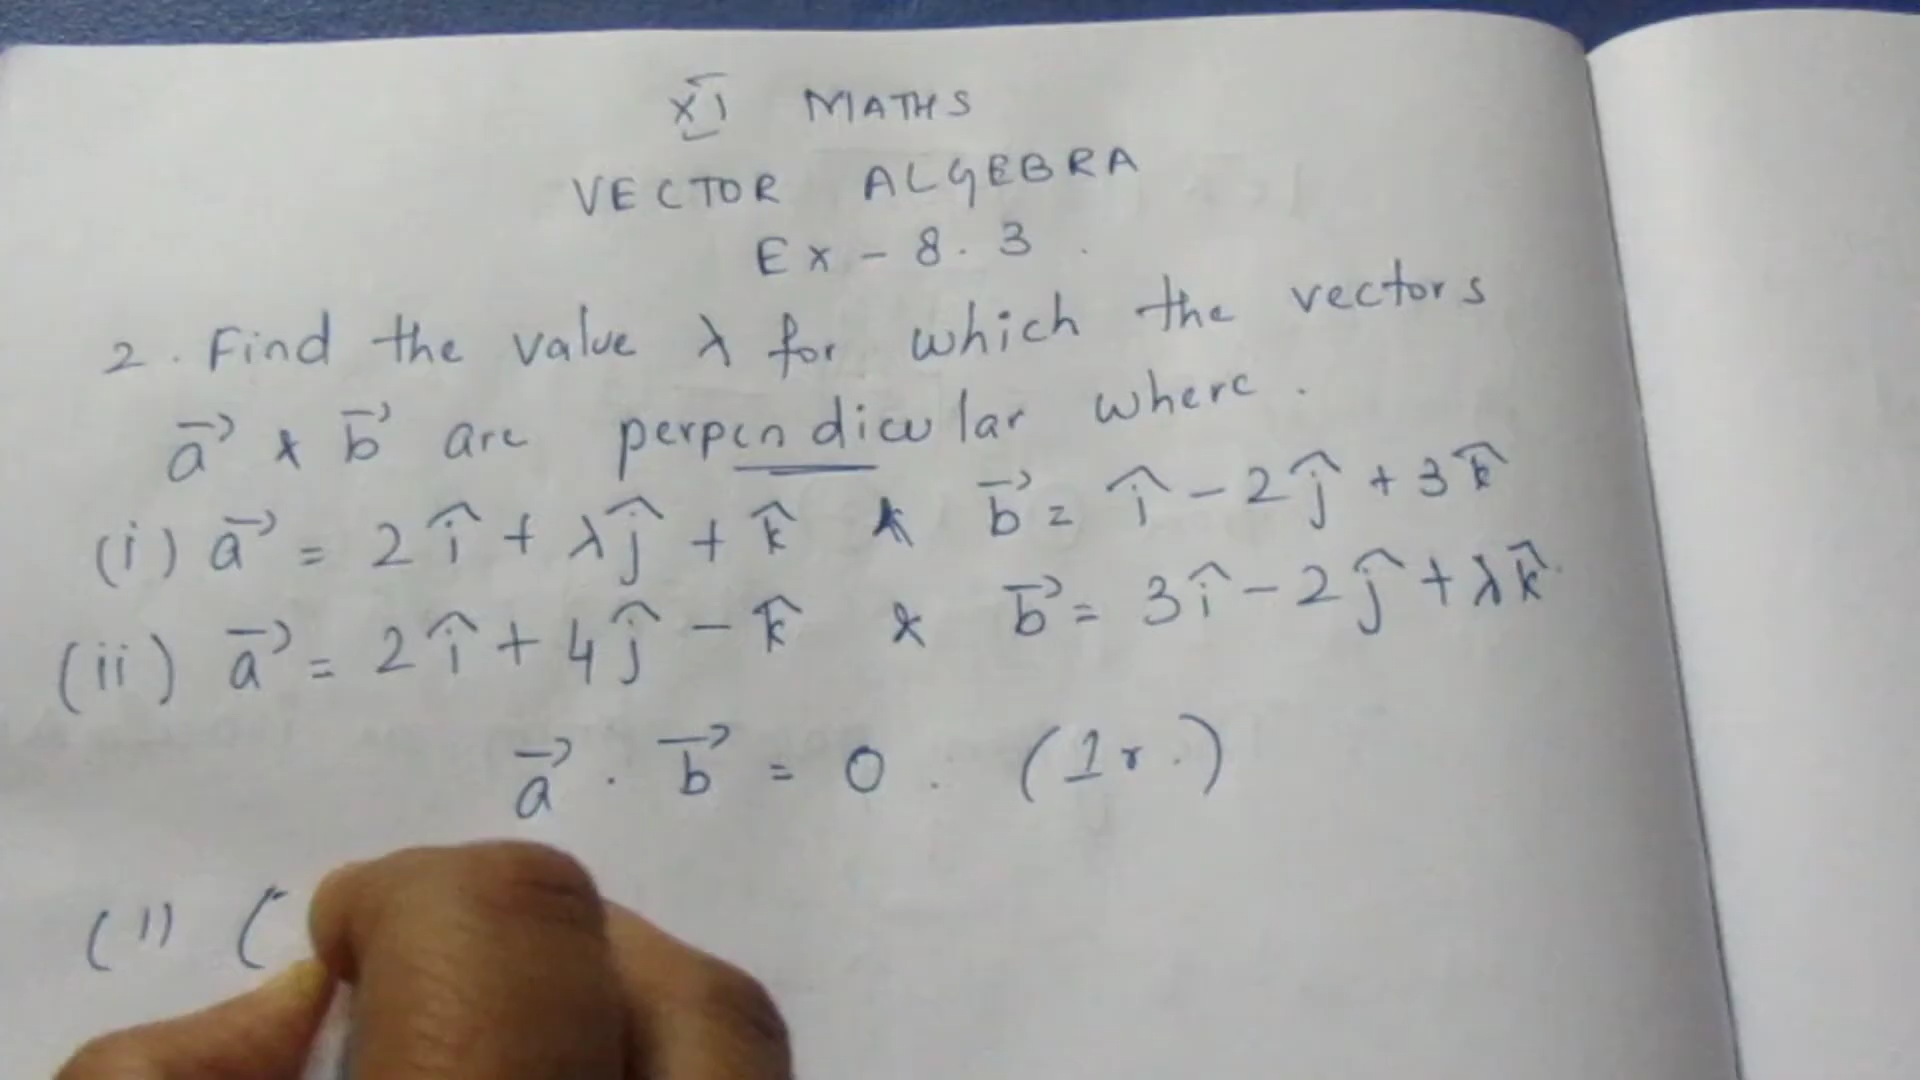 XI MATHS
VECTOR ALGEBRA
Ex - 8.3.
2. Find the value λ for which the vectors
a⃗ & b⃗ are perpendicular where.
(i) a⃗ = 2î + λĵ + k̂ & b⃗ = î - 2ĵ + 3k̂
(ii) a⃗ = 2î + 4ĵ - k̂ & b⃗ = 3î - 2ĵ + λk̂.
a⃗ . b⃗ = 0. (1r.)
(i) (